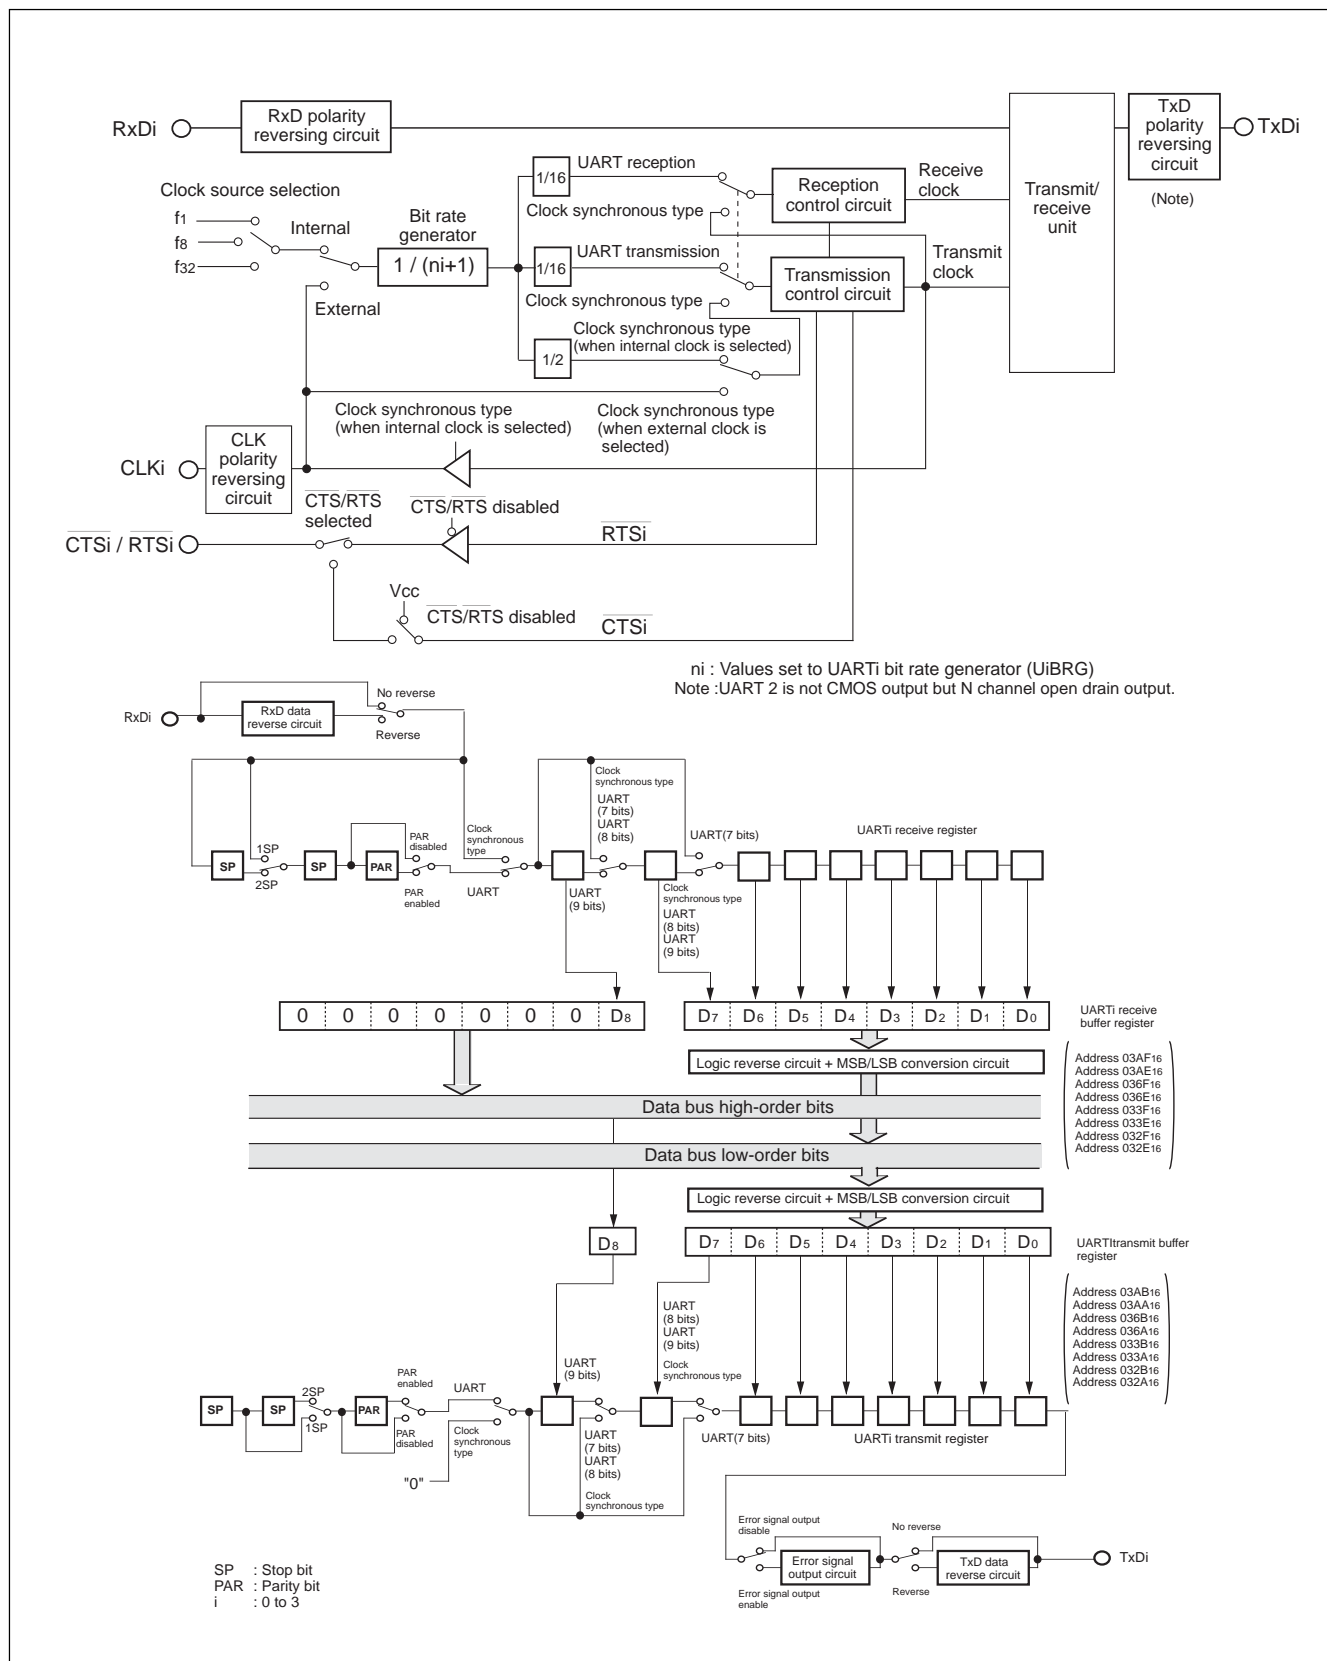 RxDi
RxD polarity
reversing circuit
TxD
polarity
reversing
circuit
TxDi
(Note)
Clock source selection
f1
f8
f32
Internal
External
Bit rate
generator
1 / (ni+1)
1/16
UART reception
Clock synchronous type
Reception
control circuit
Receive
clock
Transmit/
receive
unit
1/16
UART transmission
Clock synchronous type
Transmission
control circuit
Transmit
clock
Clock synchronous type
(when internal clock is selected)
1/2
Clock synchronous type
(when internal clock is selected)
Clock synchronous type
(when external clock is
selected)
CLKi
CLK
polarity
reversing
circuit
CTS/RTS
selected
CTS/RTS disabled
CTSi / RTSi
RTSi
Vcc
CTS/RTS disabled
CTSi
ni : Values set to UARTi bit rate generator (UiBRG)
Note :UART 2 is not CMOS output but N channel open drain output.
RxDi
RxD data
reverse circuit
No reverse
Reverse
SP
1SP
2SP
SP
PAR
PAR
disabled
PAR
enabled
Clock
synchronous
type
UART
Clock
synchronous type
UART
(7 bits)
UART
(8 bits)
UART
(9 bits)
UART(7 bits)
Clock
synchronous type
UART
(8 bits)
UART
(9 bits)
UARTi receive register
0 0 0 0 0 0 0 D8
D7 D6 D5 D4 D3 D2 D1 D0
UARTi receive
buffer register
Logic reverse circuit + MSB/LSB conversion circuit
Address 03AF16
Address 03AE16
Address 036F16
Address 036E16
Address 033F16
Address 033E16
Address 032F16
Address 032E16
Data bus high-order bits
Data bus low-order bits
Logic reverse circuit + MSB/LSB conversion circuit
D8
D7 D6 D5 D4 D3 D2 D1 D0
UARTItransmit buffer
register
Address 03AB16
Address 03AA16
Address 036B16
Address 036A16
Address 033B16
Address 033A16
Address 032B16
Address 032A16
UART
(8 bits)
UART
(9 bits)
Clock
synchronous type
UART
(9 bits)
SP
SP
2SP
1SP
PAR
PAR
enabled
PAR
disabled
UART
Clock
synchronous
type
"0"
UART
(7 bits)
UART
(8 bits)
Clock
synchronous type
UART(7 bits)
UARTi transmit register
Error signal output
disable
Error signal
output circuit
Error signal output
enable
No reverse
Reverse
TxD data
reverse circuit
TxDi
SP : Stop bit
PAR : Parity bit
i : 0 to 3